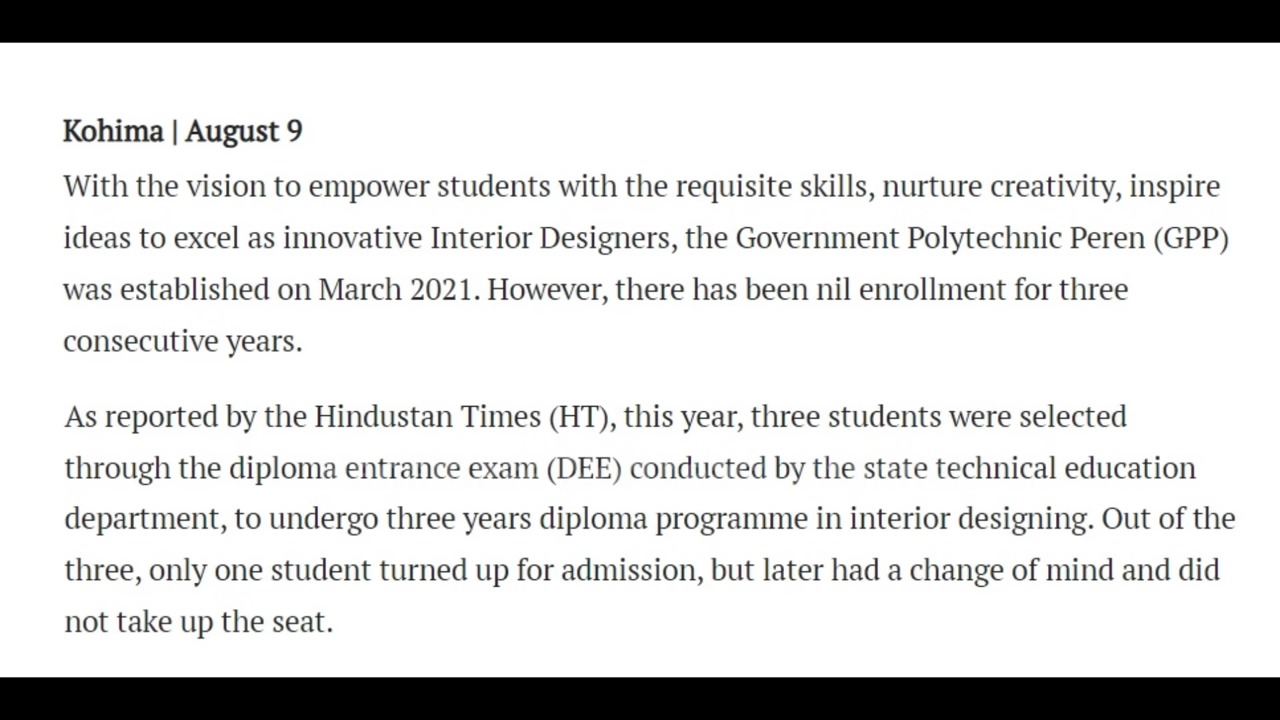 Kohima | August 9
With the vision to empower students with the requisite skills, nurture creativity, inspire
ideas to excel as innovative Interior Designers, the Government Polytechnic Peren (GPP)
was established on March 2021. However, there has been nil enrollment for three
consecutive years.
As reported by the Hindustan Times (HT), this year, three students were selected
through the diploma entrance exam (DEE) conducted by the state technical education
department, to undergo three years diploma programme in interior designing. Out of the
three, only one student turned up for admission, but later had a change of mind and did
not take up the seat.